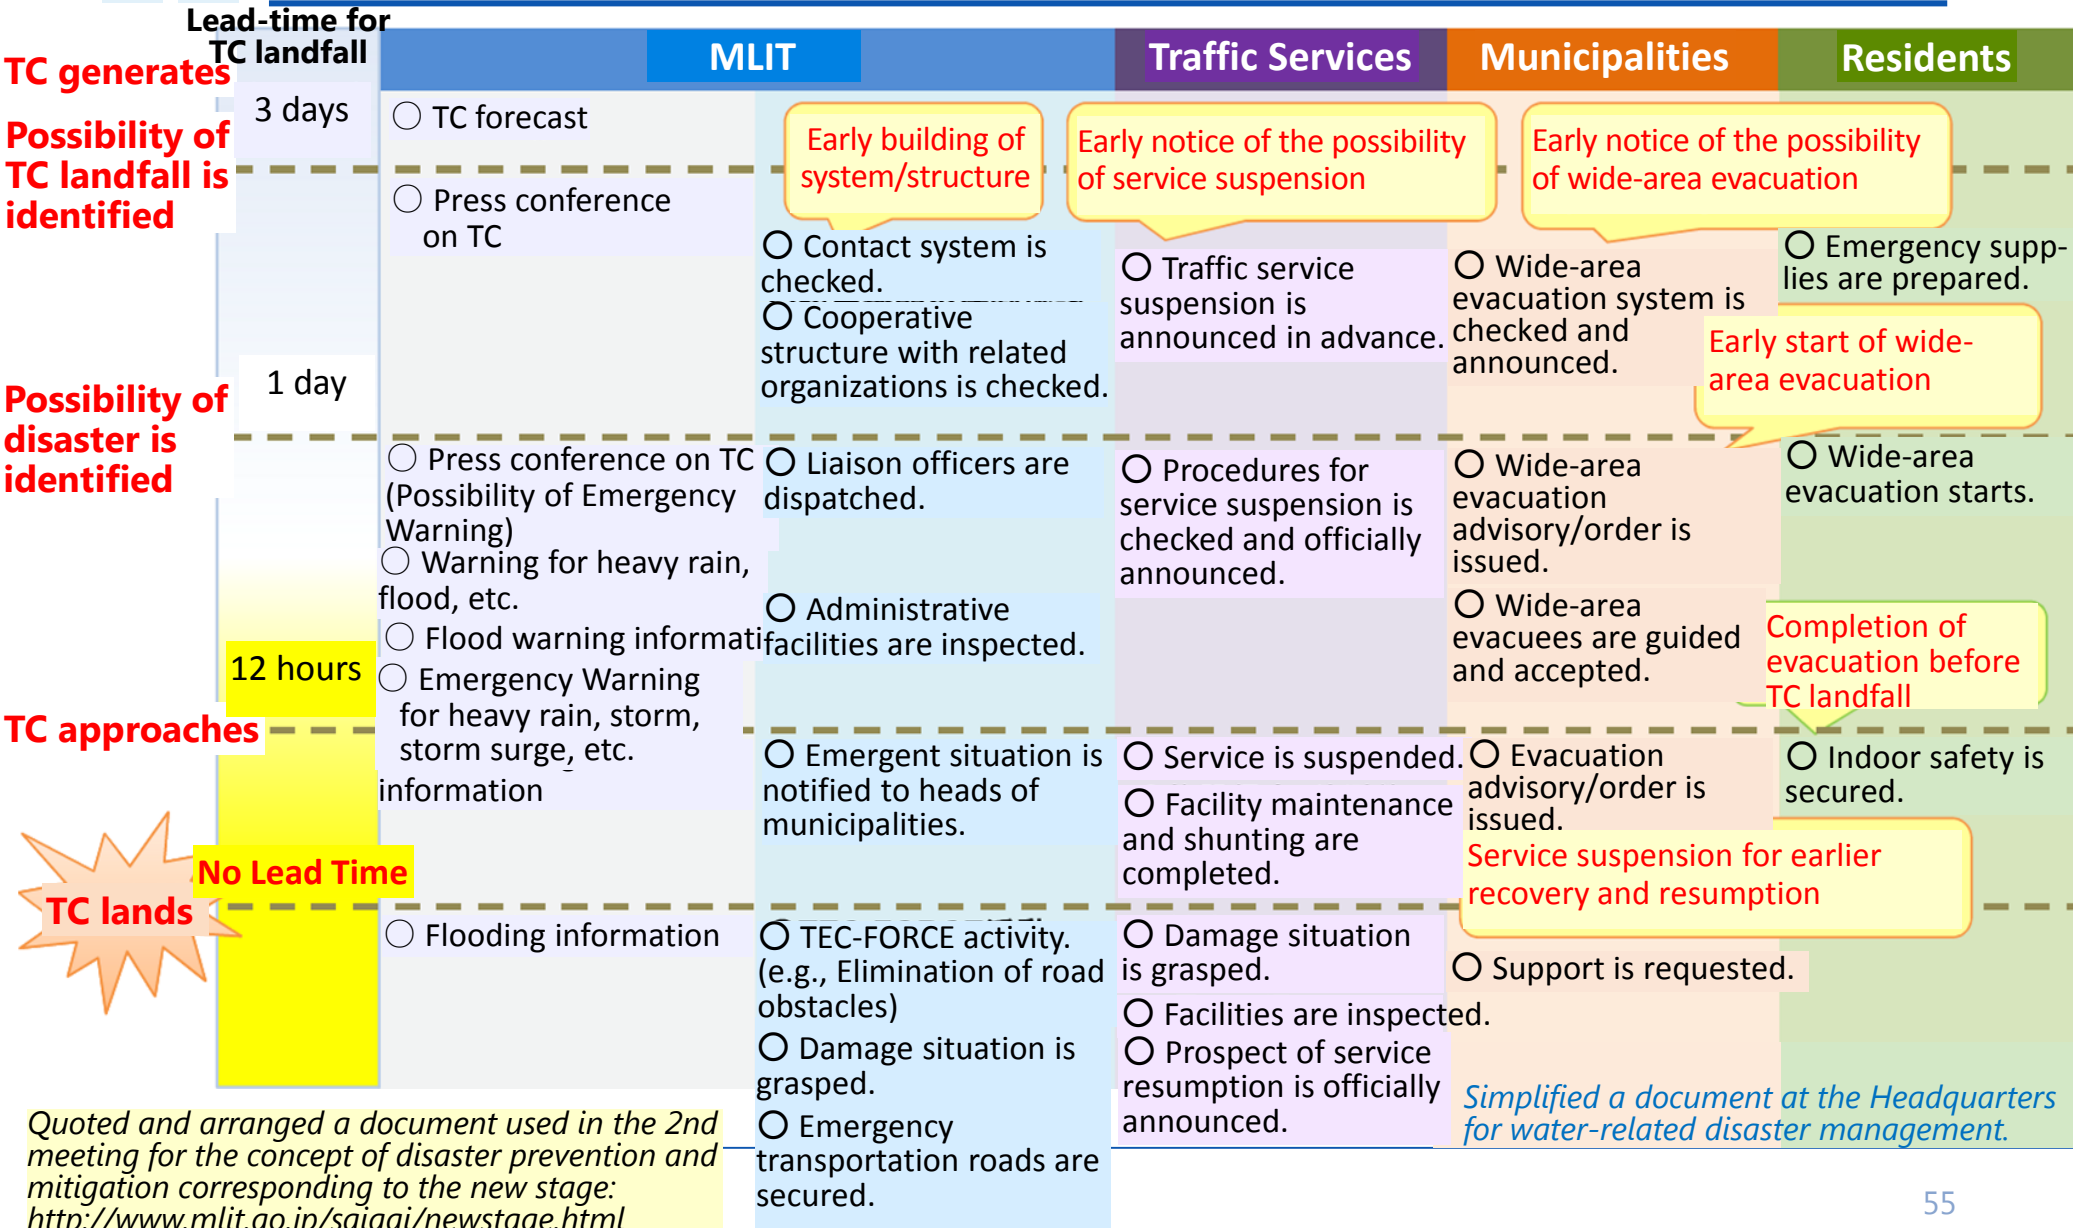 Lead-time for
TC landfall
MLIT
Traffic Services
Municipalities
Residents
TC generates
3 days
○ TC forecast
Early building of
system/structure
Early notice of the possibility
of service suspension
Early notice of the possibility
of wide-area evacuation
Possibility of
TC landfall is
identified
○ Press conference
on TC
○ Contact system is
checked.
○ Cooperative
structure with related
organizations is checked.
○ Traffic service
suspension is
announced in advance.
○ Wide-area
evacuation system is
checked and
announced.
○ Emergency supp-
lies are prepared.
Early start of wide-
area evacuation
1 day
Possibility of
disaster is
identified
○ Press conference on TC
(Possibility of Emergency
Warning)
○ Warning for heavy rain,
flood, etc.
○ Flood warning informati
○ Emergency Warning
for heavy rain, storm,
storm surge, etc.
information
○ Liaison officers are
dispatched.
○ Administrative
facilities are inspected.
○ Procedures for
service suspension is
checked and officially
announced.
○ Wide-area
evacuation
advisory/order is
issued.
○ Wide-area
evacuees are guided
and accepted.
○ Wide-area
evacuation starts.
Completion of
evacuation before
TC landfall
12 hours
TC approaches
○ Emergent situation is
notified to heads of
municipalities.
○ Service is suspended.
○ Facility maintenance
and shunting are
completed.
○ Evacuation
advisory/order is
issued.
○ Indoor safety is
secured.
Service suspension for earlier
recovery and resumption
No Lead Time
TC lands
○ Flooding information
○ TEC-FORCE activity.
(e.g., Elimination of road
obstacles)
○ Damage situation is
grasped.
○ Emergency
transportation roads are
secured.
○ Damage situation
is grasped.
○ Facilities are inspected.
○ Prospect of service
resumption is officially
announced.
○ Support is requested.
Simplified a document at the Headquarters
for water-related disaster management.
Quoted and arranged a document used in the 2nd
meeting for the concept of disaster prevention and
mitigation corresponding to the new stage:
http://www.mlit.go.jp/saigai/newstage.html
55